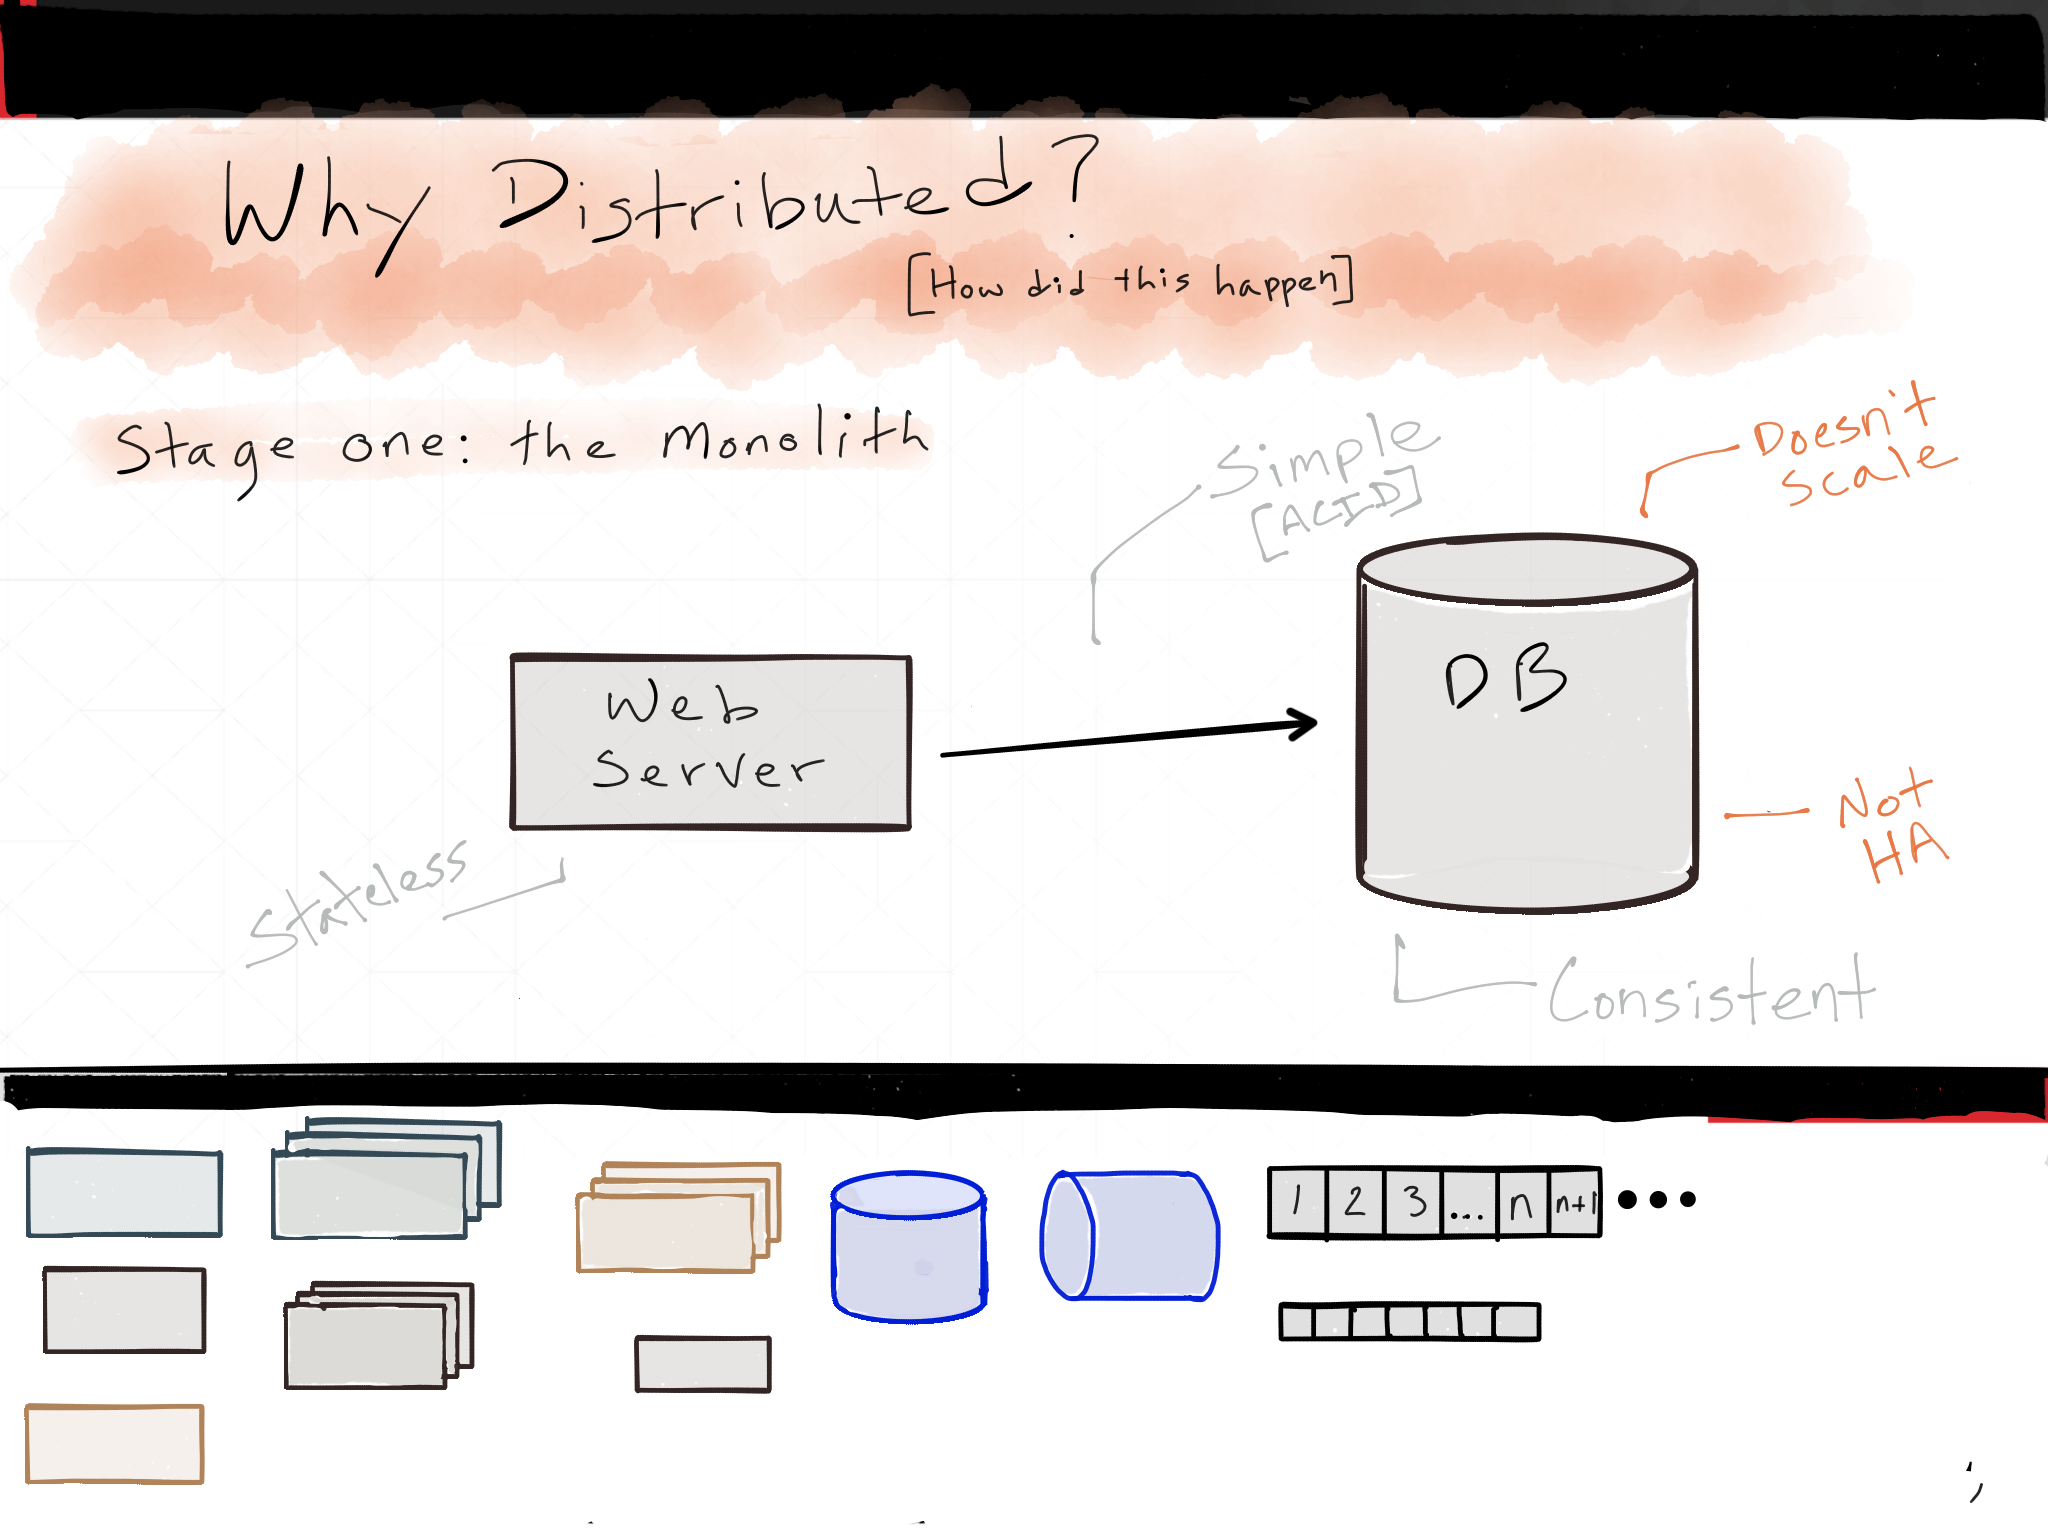 Why Distributed?
[How did this happen]
Stage one: the monolith
Simple
[ACID]
Doesn't
scale
Web
Server
DB
Not
HA
Stateless
Consistent
1 2 3 ... n n+1 •••